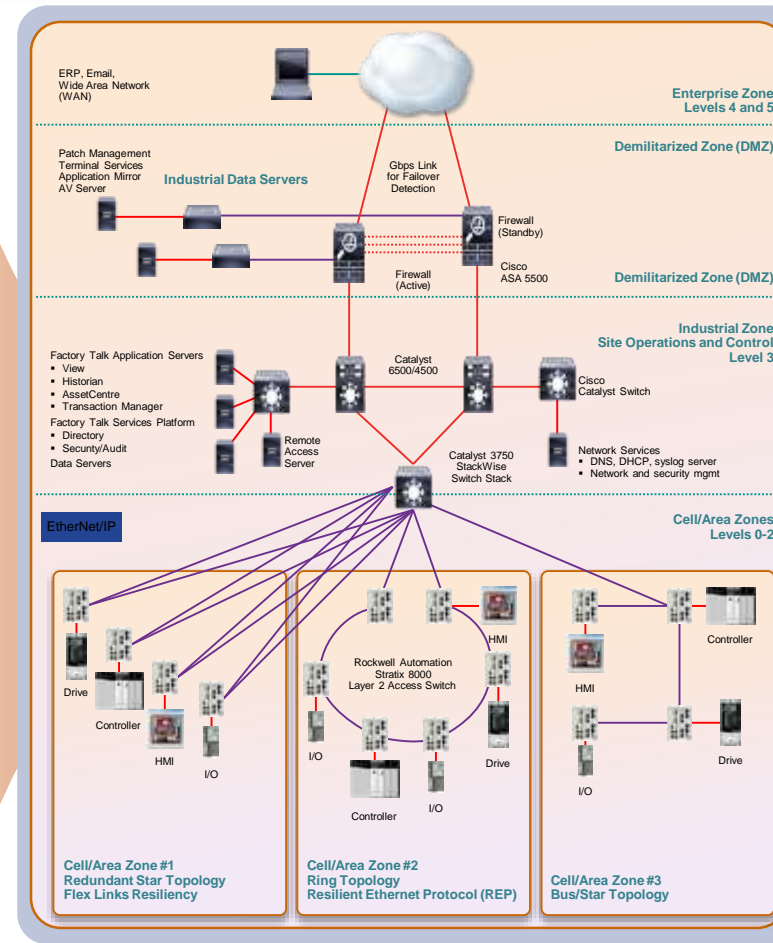 ERP, Email,
Wide Area Network
(WAN)
Enterprise Zone
Levels 4 and 5
Demilitarized Zone (DMZ)
Patch Management
Terminal Services
Application Mirror
AV Server
Industrial Data Servers
Gbps Link
for Failover
Detection
Firewall
(Standby)
Firewall
(Active)
Cisco
ASA 5500
Demilitarized Zone (DMZ)
Industrial Zone
Site Operations and Control
Level 3
Factory Talk Application Servers
▪ View
▪ Historian
▪ AssetCentre
▪ Transaction Manager
Factory Talk Services Platform
▪ Directory
▪ Security/Audit
Data Servers
Catalyst
6500/4500
Cisco
Catalyst Switch
Remote
Access
Server
Catalyst 3750
StackWise
Switch Stack
Network Services
▪ DNS, DHCP, syslog server
▪ Network and security mgmt
EtherNet/IP
Cell/Area Zones
Levels 0-2
Drive
Controller
HMI
I/O
HMI
Rockwell Automation
Stratix 8000
Layer 2 Access Switch
I/O
Controller
I/O
Drive
Controller
HMI
I/O
Drive
Cell/Area Zone #1
Redundant Star Topology
Flex Links Resiliency
Cell/Area Zone #2
Ring Topology
Resilient Ethernet Protocol (REP)
Cell/Area Zone #3
Bus/Star Topology